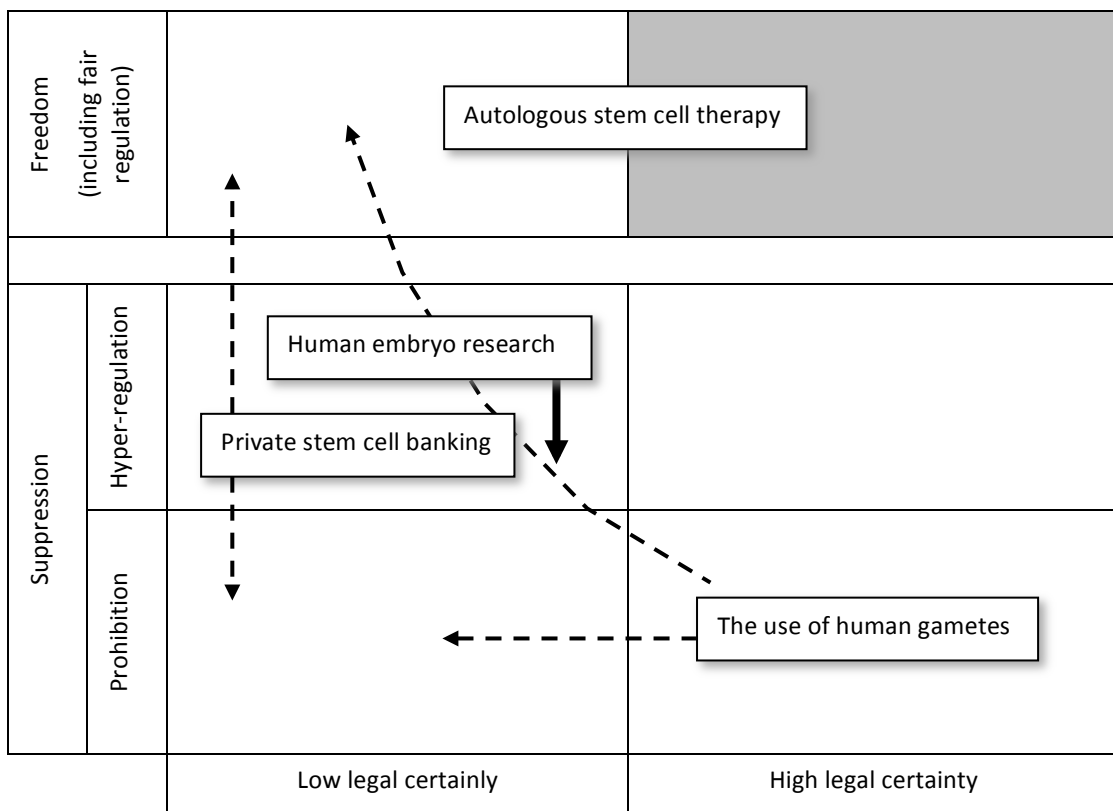 Freedom
(including fair
regulation)
Autologous stem cell therapy
Suppression
Hyper-regulation
Human embryo research
Private stem cell banking
Prohibition
The use of human gametes
Low legal certainly
High legal certainty